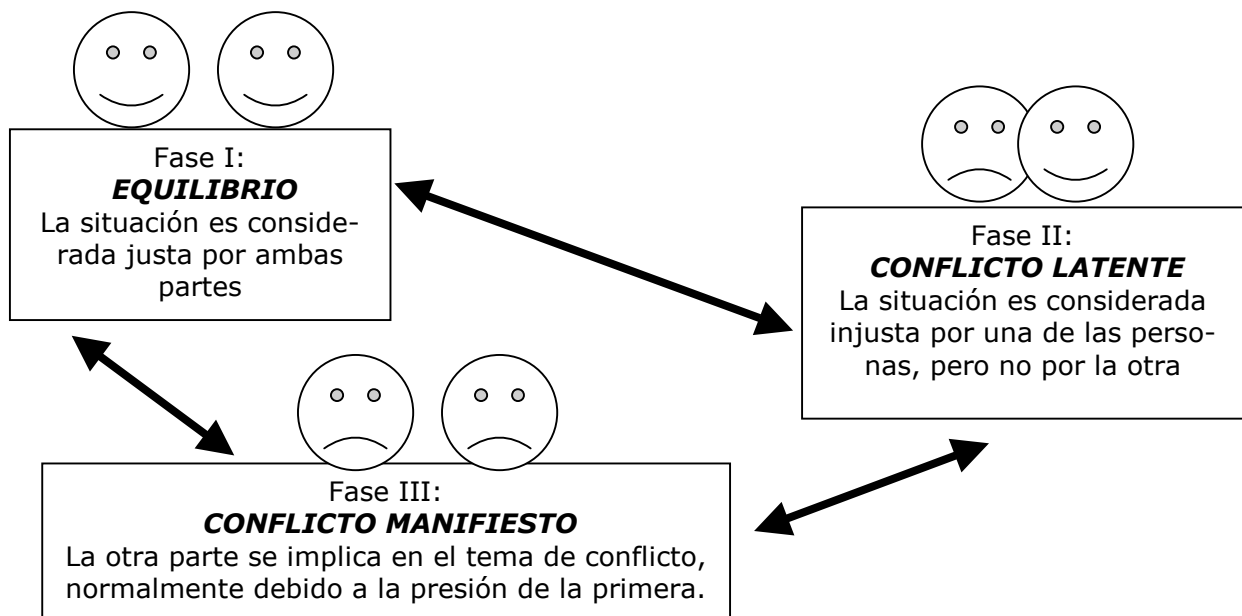 Fase I:
EQUILIBRIO
La situación es conside-
rada justa por ambas
partes
Fase II:
CONFLICTO LATENTE
La situación es considerada
injusta por una de las perso-
nas, pero no por la otra
Fase III:
CONFLICTO MANIFIESTO
La otra parte se implica en el tema de conflicto,
normalmente debido a la presión de la primera.